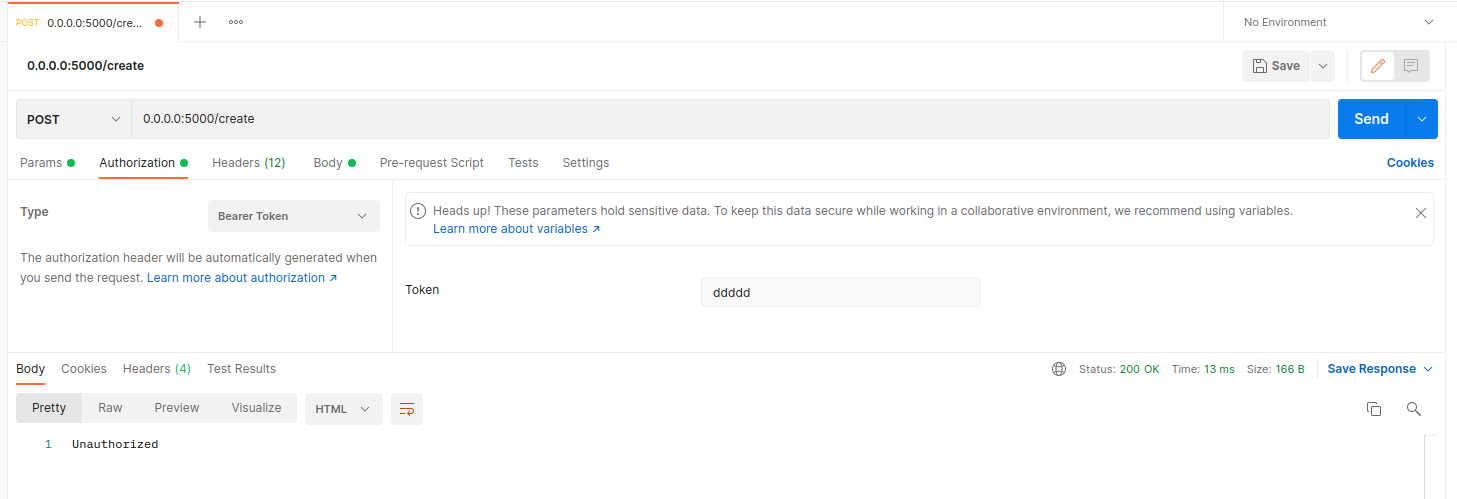 POST 0.0.0.0:5000/cre...
No Environment
0.0.0.0:5000/create
Save
POST 0.0.0.0:5000/create
Send
Params Authorization Headers (12) Body Pre-request Script Tests Settings
Cookies
Type Bearer Token
The authorization header will be automatically generated when
you send the request. Learn more about authorization ↗
Heads up! These parameters hold sensitive data. To keep this data secure while working in a collaborative environment, we recommend using variables.
Learn more about variables ↗
Token ddddd
Body Cookies Headers (4) Test Results
Status: 200 OK Time: 13 ms Size: 166 B Save Response
Pretty Raw Preview Visualize HTML
1 Unauthorized